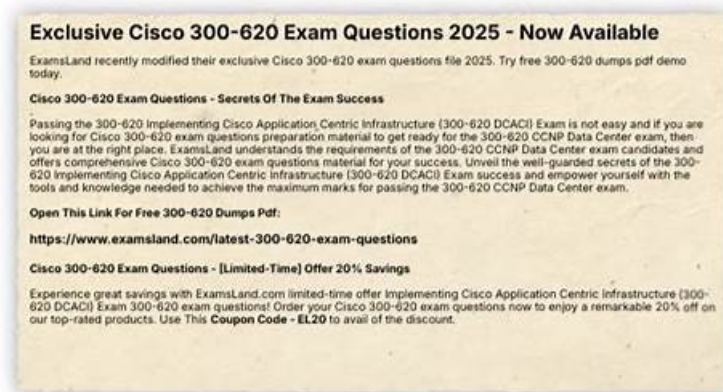 Exclusive Cisco 300-620 Exam Questions 2025 - Now Available
ExamsLand recently modified their exclusive Cisco 300-620 exam questions file 2025. Try free 300-620 dumps pdf demo
today.
Cisco 300-620 Exam Questions - Secrets Of The Exam Success
Passing the 300-620 Implementing Cisco Application Centric Infrastructure (300-620 DCACI) Exam is not easy and if you are
looking for Cisco 300-620 exam questions preparation material to get ready for the 300-620 CCNP Data Center exam, then
you are at the right place. ExamsLand understands the requirements of the 300-620 CCNP Data Center exam candidates and
offers comprehensive Cisco 300-620 exam questions material for your success. Unveil the well-guarded secrets of the 300-
620 Implementing Cisco Application Centric Infrastructure (300-620 DCACI) Exam success and empower yourself with the
tools and knowledge needed to achieve the maximum marks for passing the 300-620 CCNP Data Center exam.
Open This Link For Free 300-620 Dumps Pdf:
https://www.examsland.com/latest-300-620-exam-questions
Cisco 300-620 Exam Questions - [Limited-Time] Offer 20% Savings
Experience great savings with ExamsLand.com limited-time offer Implementing Cisco Application Centric Infrastructure (300-
620 DCACI) Exam 300-620 exam questions! Order your Cisco 300-620 exam questions now to enjoy a remarkable 20% off on
our top-rated products. Use This Coupon Code - EL20 to avail of the discount.